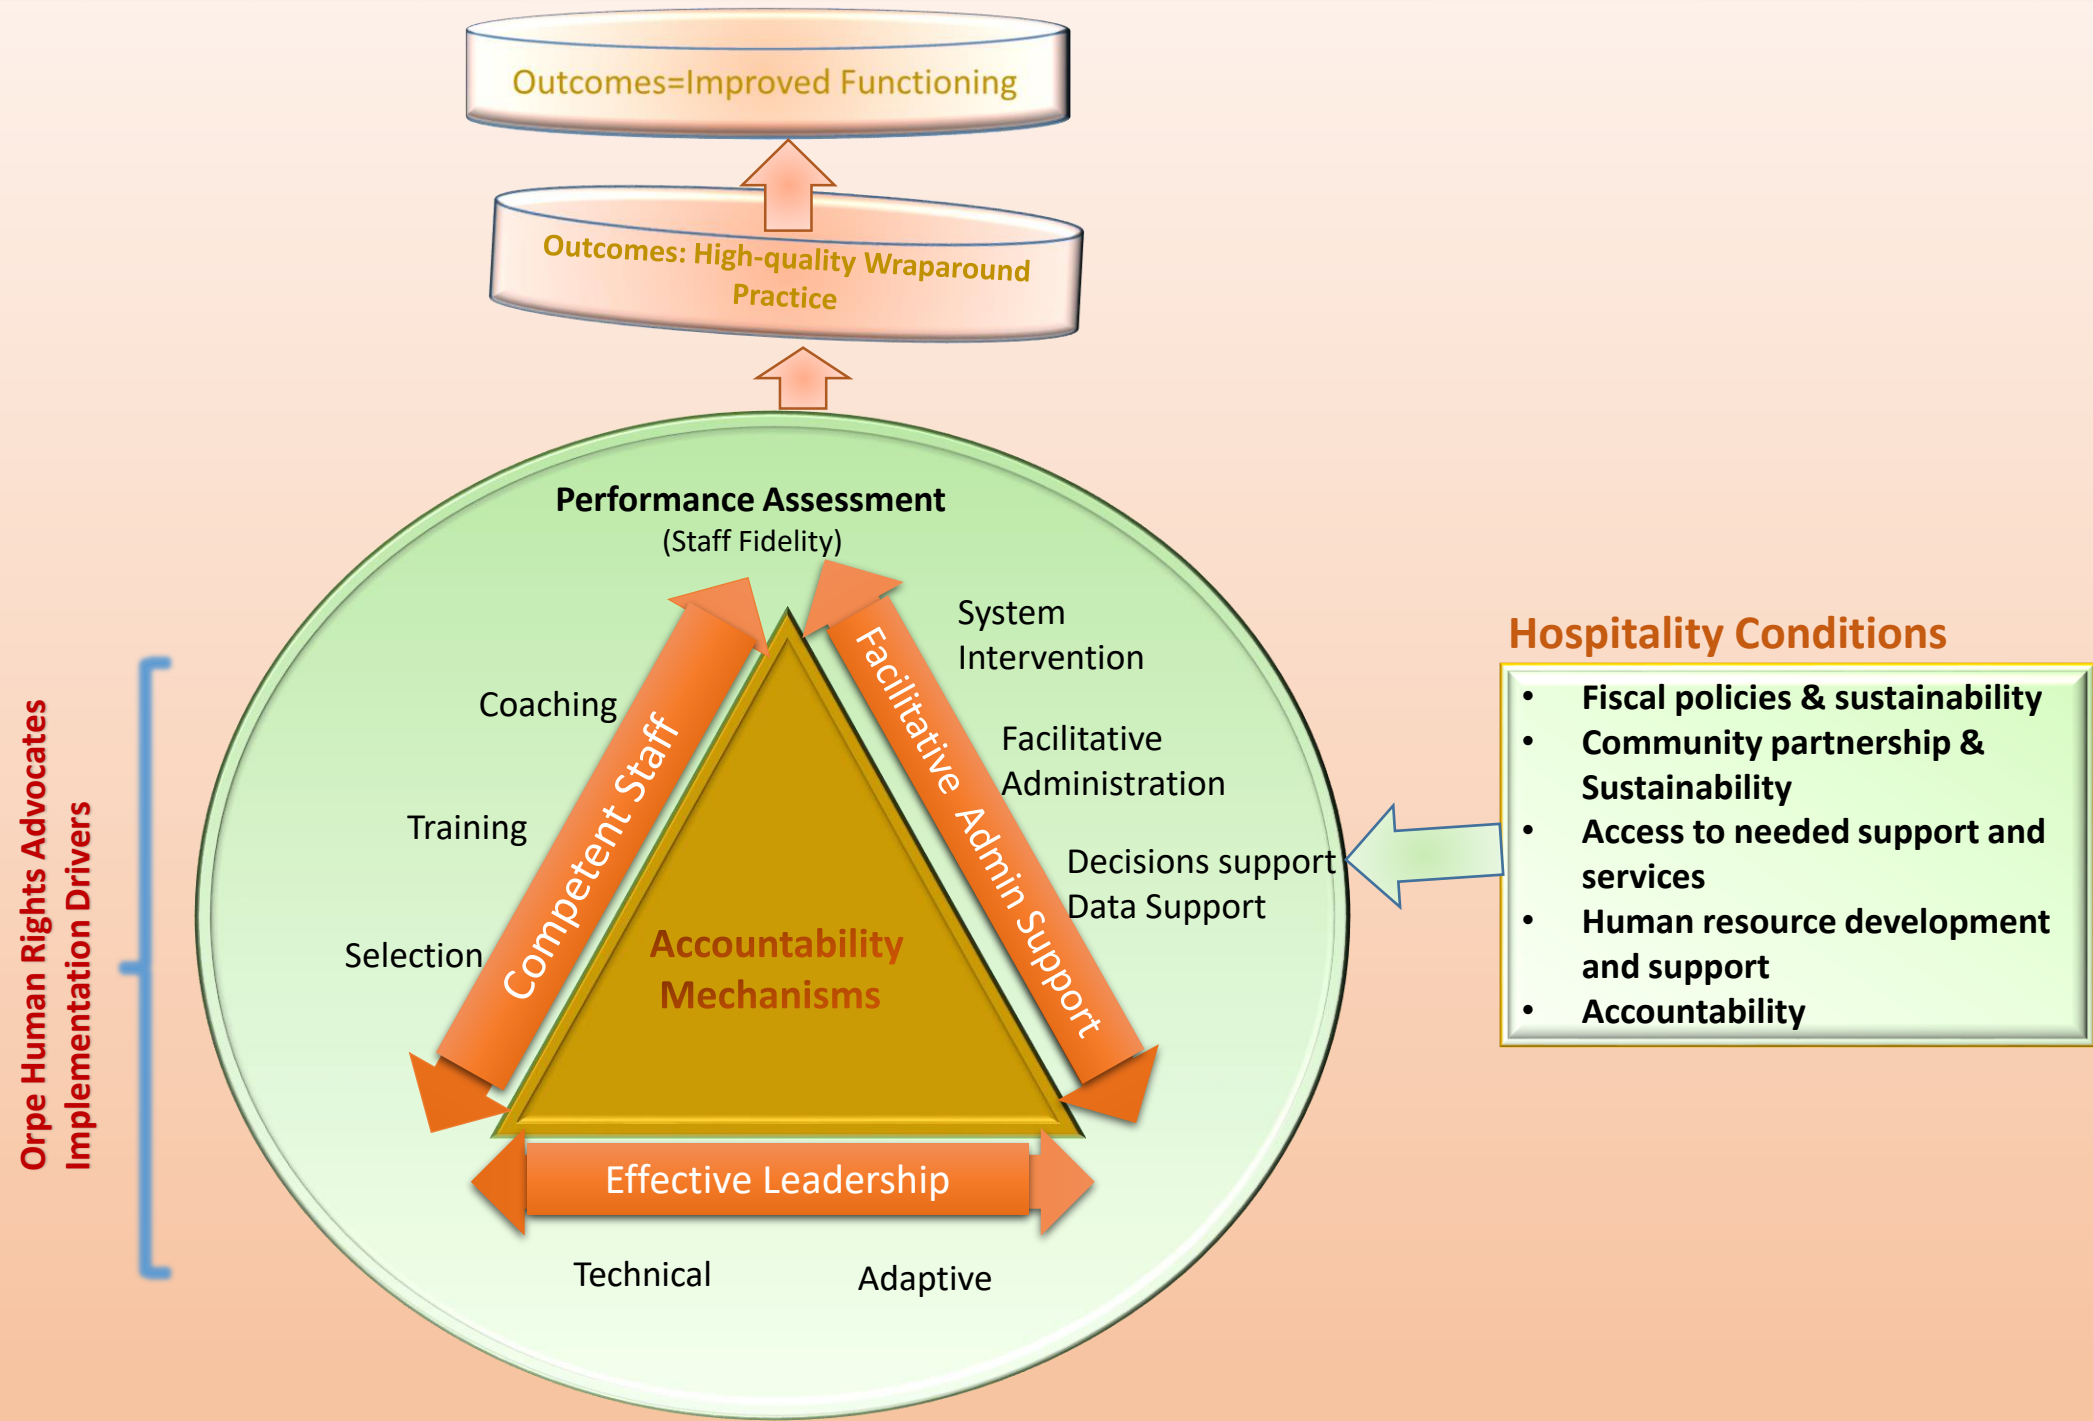 Outcomes=Improved Functioning
Outcomes: High-quality Wraparound
Practice
Performance Assessment
(Staff Fidelity)
System
Intervention
Coaching
Facilitative
Administration
Training
Decisions support
Data Support
Selection
Competent Staff
Facilitative Admin Support
Accountability
Mechanisms
Effective Leadership
Technical
Adaptive
Orpe Human Rights Advocates
Implementation Drivers
Hospitality Conditions
• Fiscal policies & sustainability
• Community partnership &
Sustainability
• Access to needed support and
services
• Human resource development
and support
• Accountability